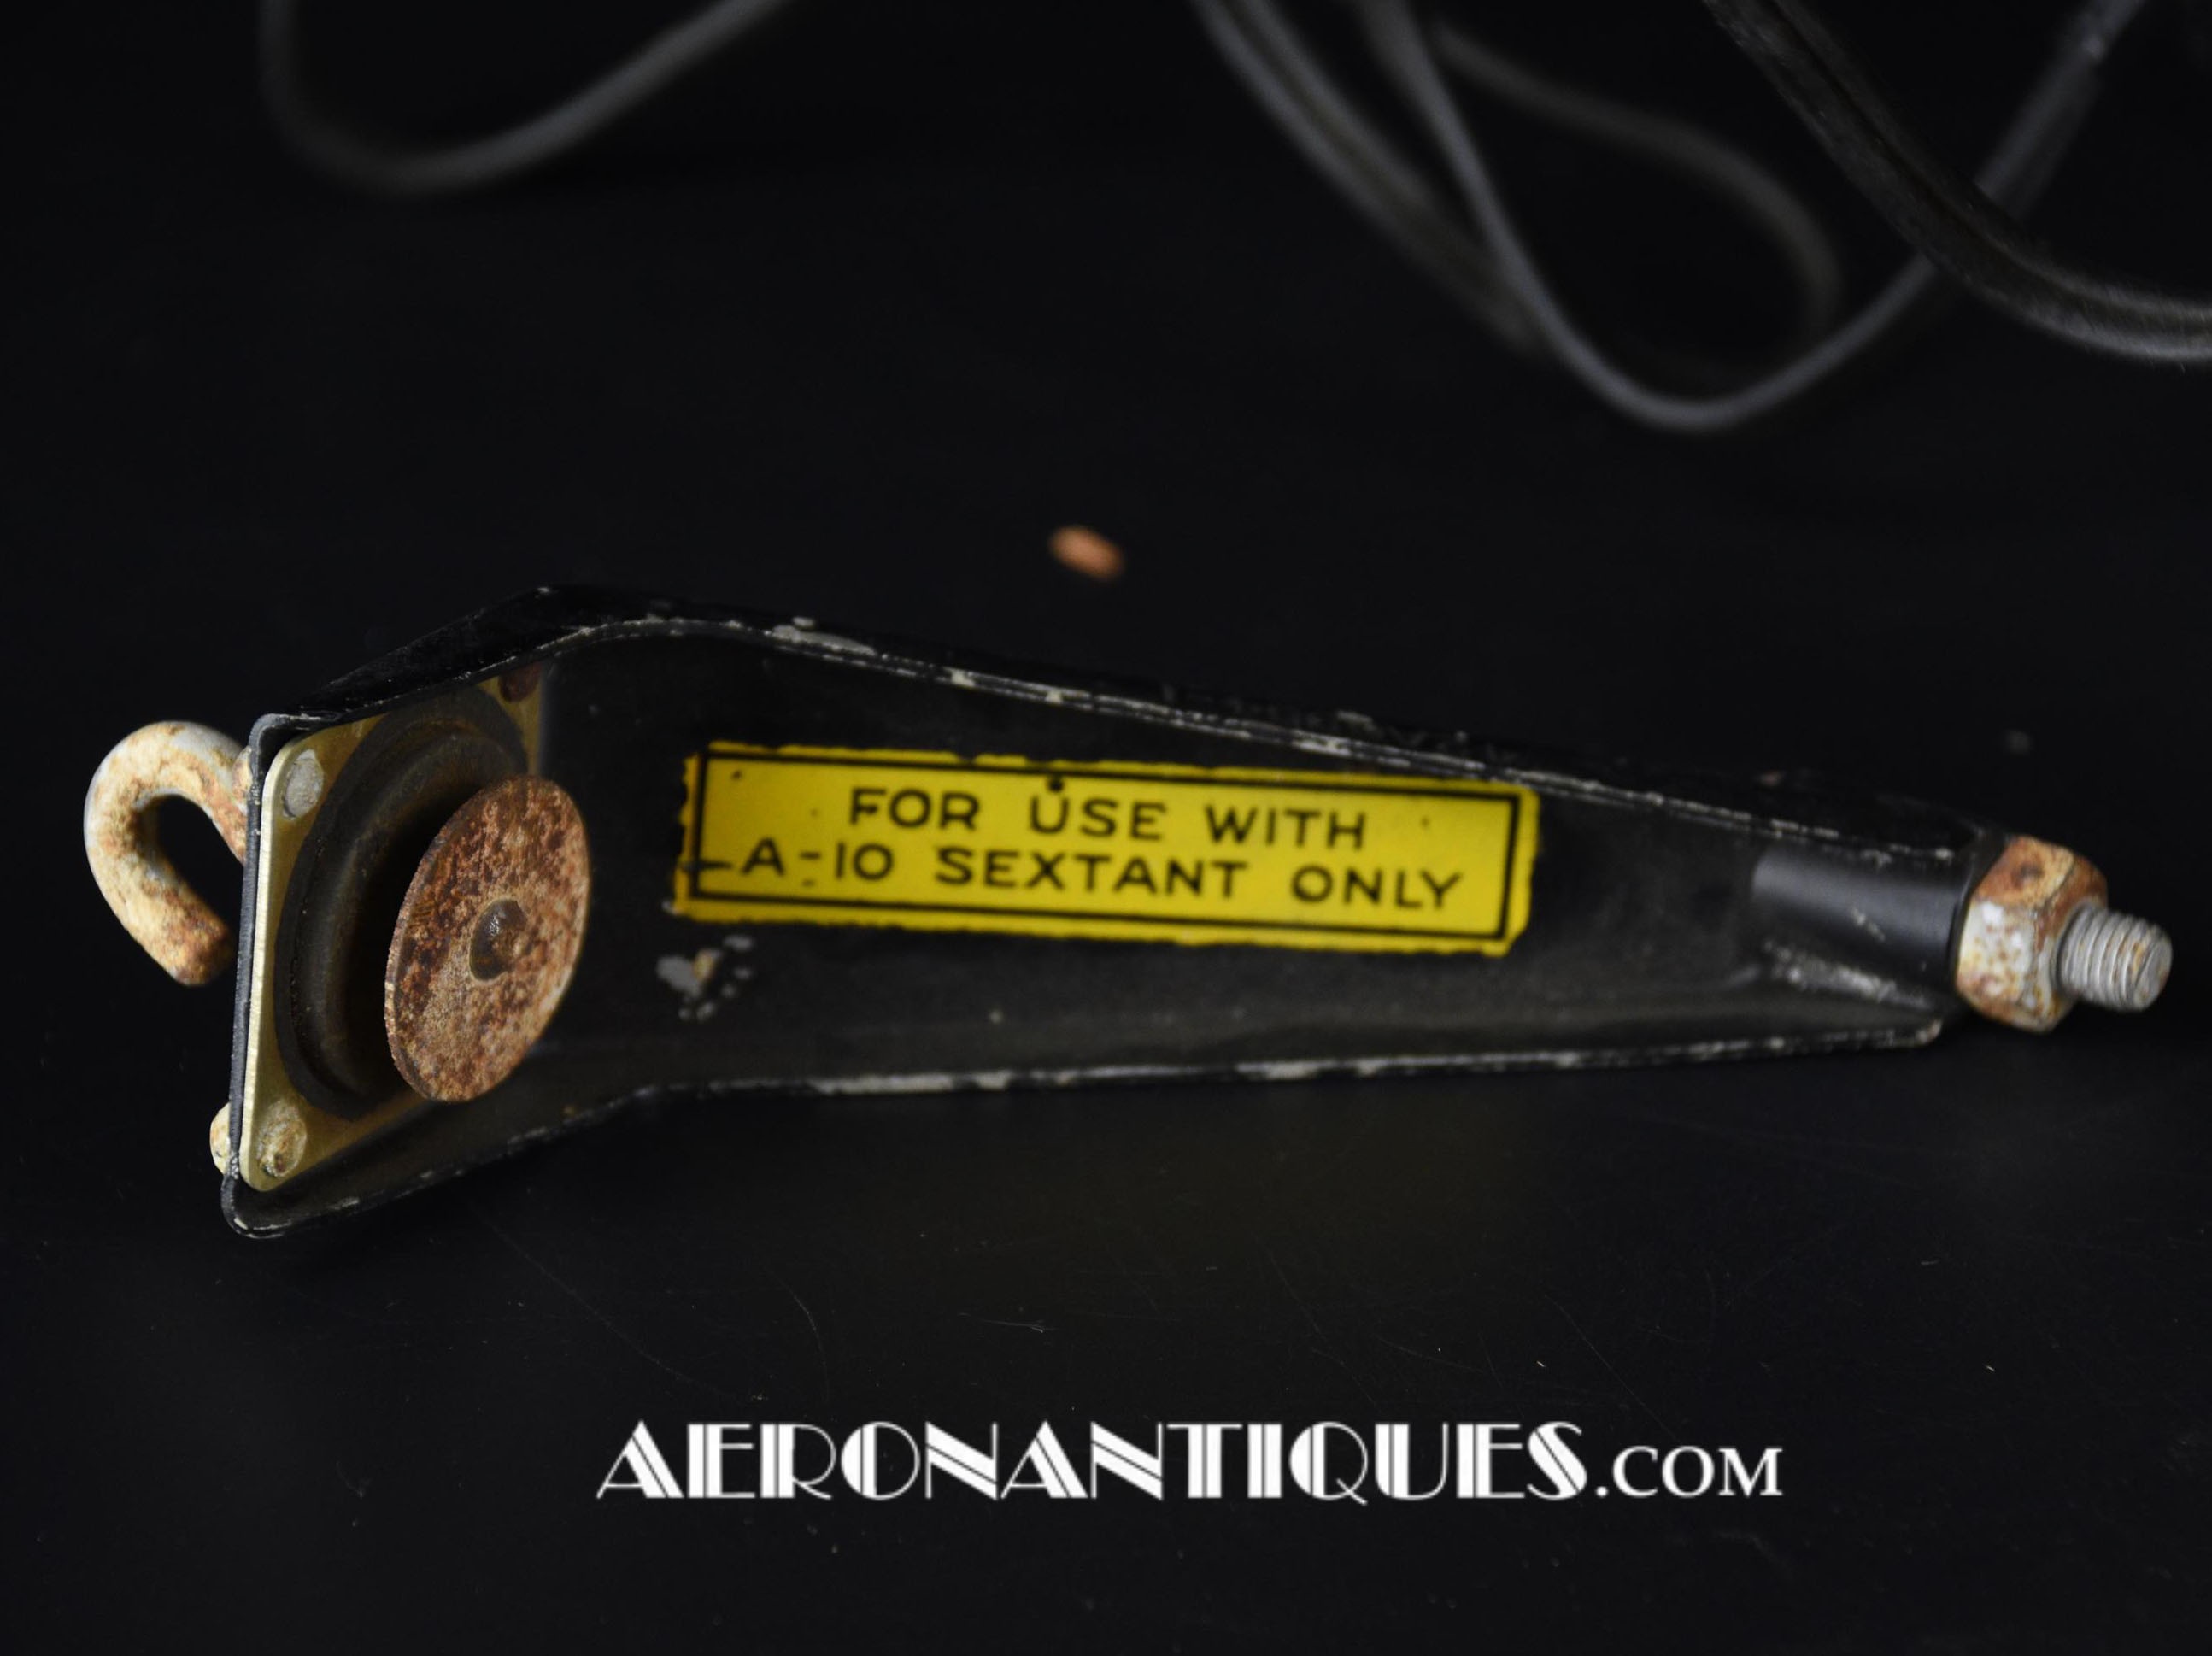 FOR USE WITH
A-10 SEXTANT ONLY
AERONANTIQUES.COM